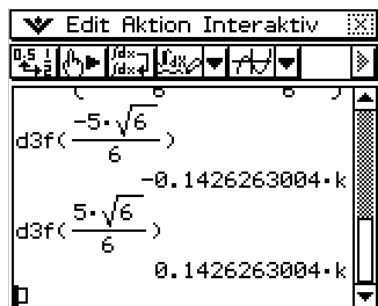 Edit Aktion Interaktiv
d3f(-5·√6/6)
-0.1426263004·k
d3f(5·√6/6)
0.1426263004·k